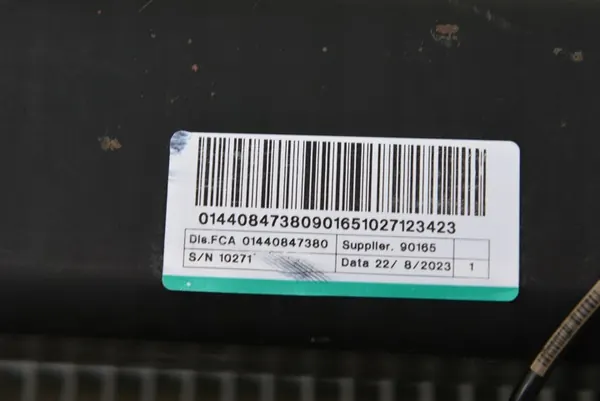 01440847380901651027123423
Dis.FCA 01440847380 Supplier. 90165
S/N 10271 Data 22/ 8/2023 1